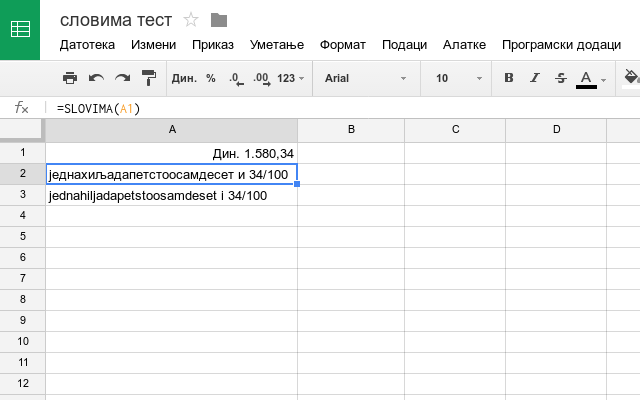 словима тест
Датотека Измени Приказ Уметање Формат Подаци Алатке Програмски додаци
Дин. % .0 .00 123 Arial 10 B I S A
fx =SLOVIMA(A1)
A B C D
1 Дин. 1.580,34
2 једнахиљадапетстоосамдесет и 34/100
3 jednahiljadapetstoosamdeset i 34/100
4
5
6
7
8
9
10
11
12